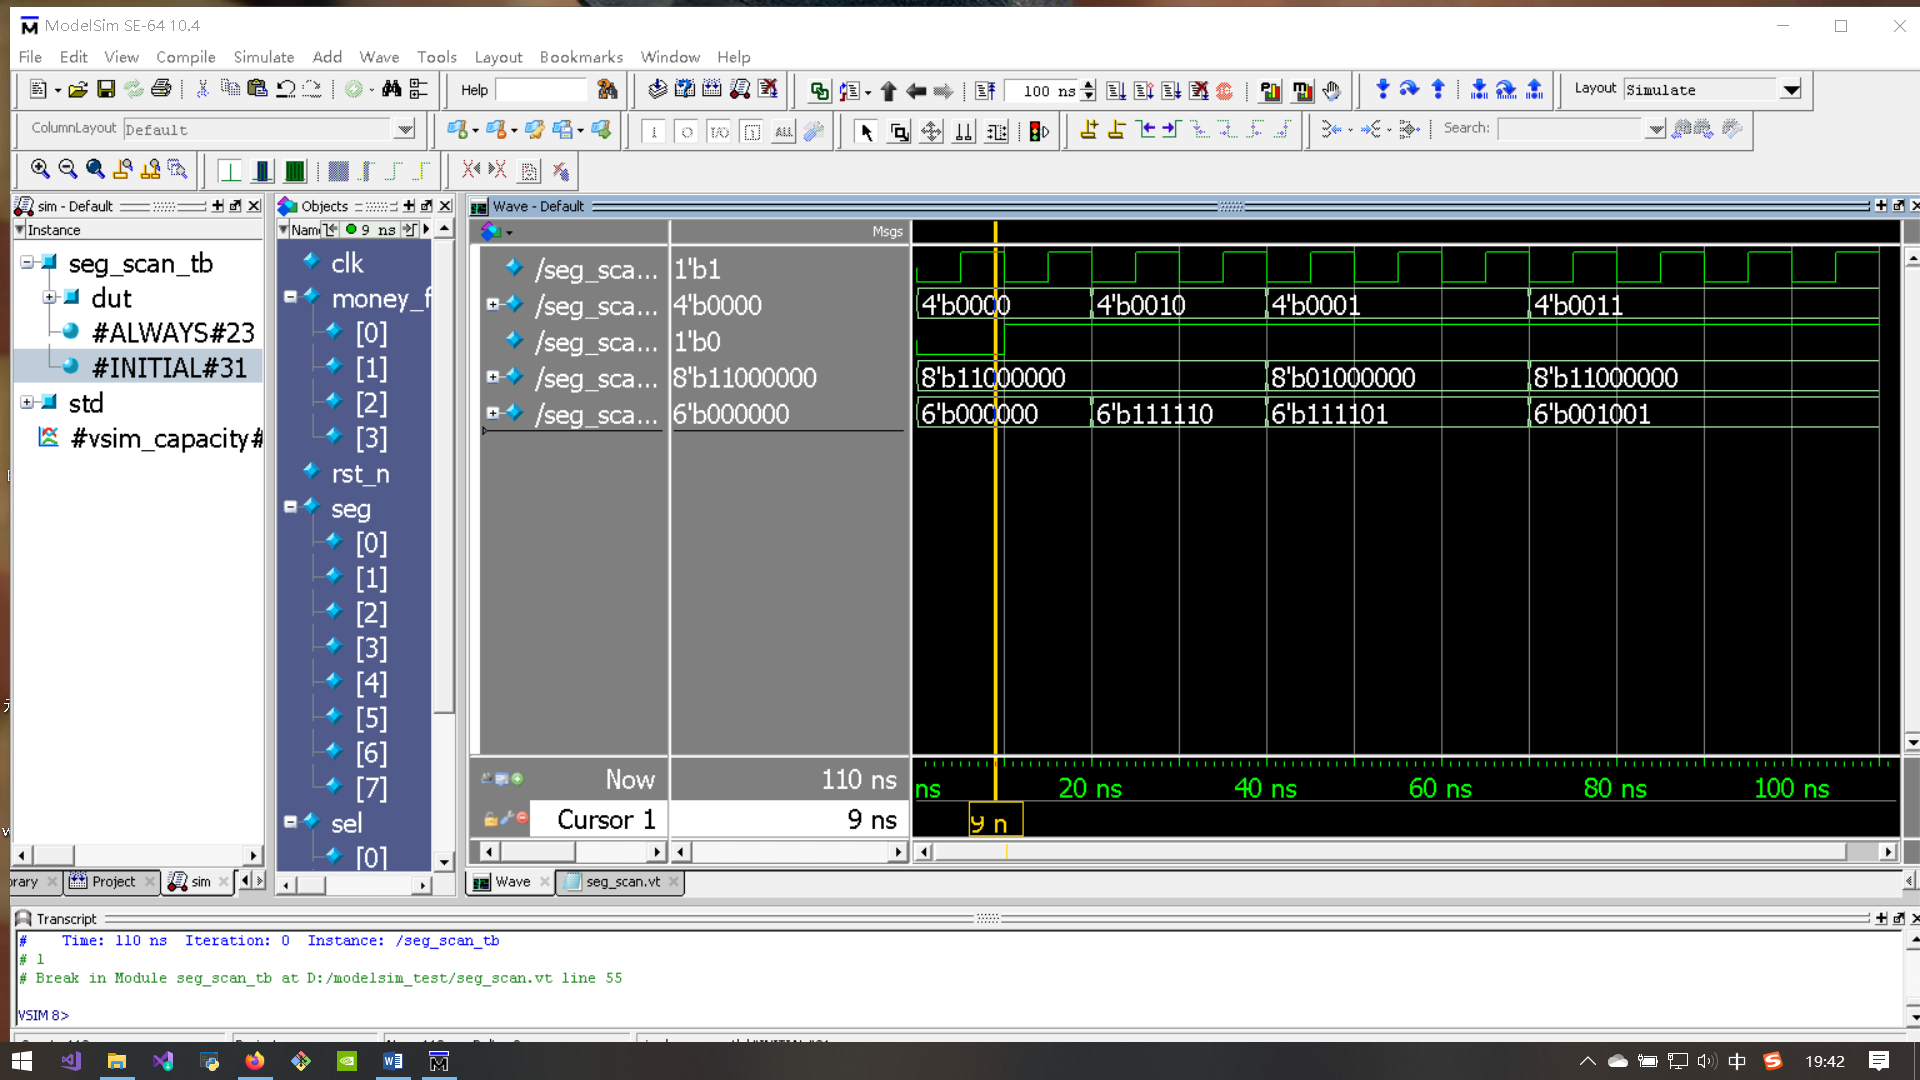 ModelSim SE-64 10.4
File Edit View Compile Simulate Add Wave Tools Layout Bookmarks Window Help
Help 100 ns Layout Simulate
ColumnLayout Default ALL Search:
sim - Default
Instance
seg_scan_tb
dut
#ALWAYS#23
#INITIAL#31
std
#vsim_capacity#
Objects
Name 9 ns
clk
money_f
[0]
[1]
[2]
[3]
rst_n
seg
[0]
[1]
[2]
[3]
[4]
[5]
[6]
[7]
sel
[0]
Wave - Default
Msgs
/seg_sca... 1'b1
/seg_sca... 4'b0000 4'b0000 4'b0010 4'b0001 4'b0011
/seg_sca... 1'b0
/seg_sca... 8'b11000000 8'b11000000 8'b01000000 8'b11000000
/seg_sca... 6'b000000 6'b000000 6'b111110 6'b111101 6'b001001
Now 110 ns ns 20 ns 40 ns 60 ns 80 ns 100 ns
Cursor 1 9 ns 9 n
rary Project sim
Wave seg_scan.vt
Transcript
# Time: 110 ns Iteration: 0 Instance: /seg_scan_tb
# 1
# Break in Module seg_scan_tb at D:/modelsim_test/seg_scan.vt line 55
VSIM 8>
中 19:42